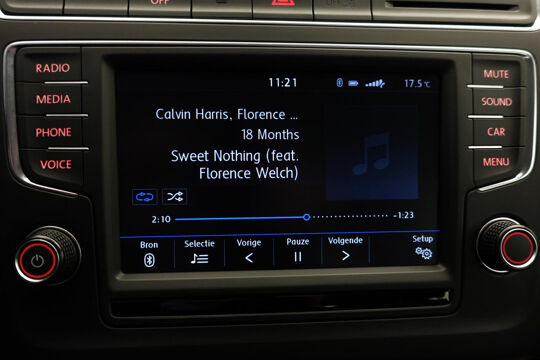 OFF
11:21
17.5°C
RADIO
MEDIA
PHONE
VOICE
Calvin Harris, Florence ...
18 Months
Sweet Nothing (feat.
Florence Welch)
2:10
-1:23
Bron
Selectie
Vorige
Pauze
Volgende
Setup
MUTE
SOUND
CAR
MENU